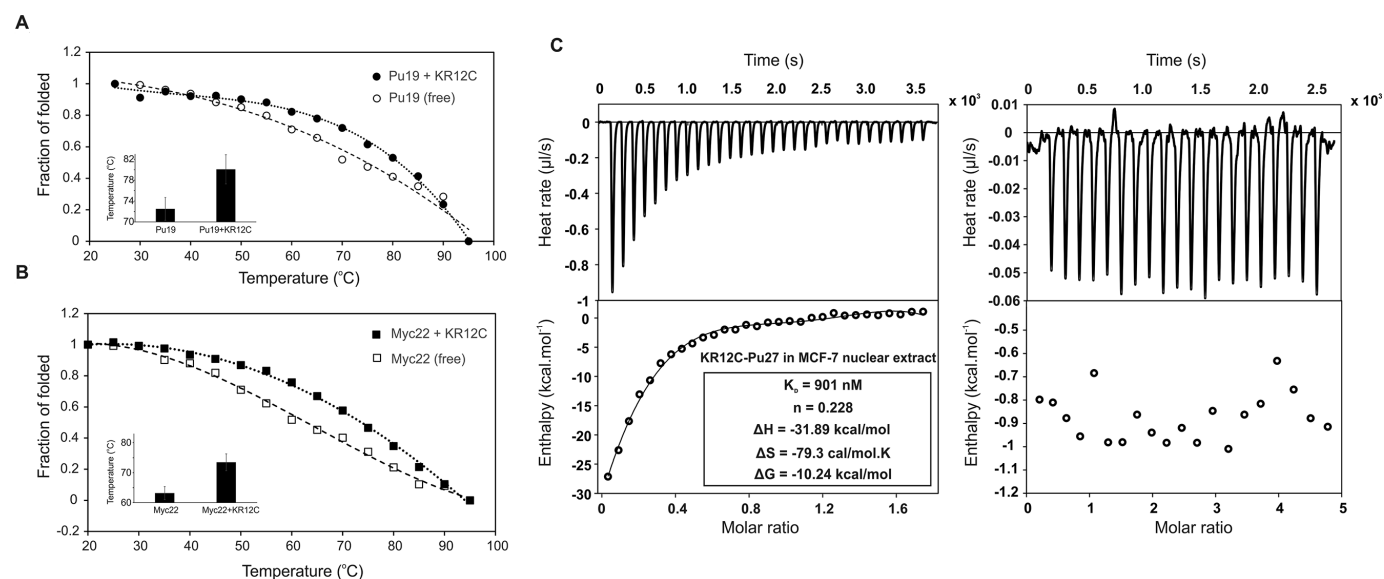 A
1.2
1
0.8
0.6
0.4
0.2
0
Fraction of folded
Pu19 + KR12C
Pu19 (free)
82
78
74
70
Temperature (°C)
Pu19
Pu19+KR12C
20
30
40
50
60
70
80
90
100
Temperature (°C)
B
1.2
1
0.8
0.6
0.4
0.2
0
-0.2
Fraction of folded
Myc22 + KR12C
Myc22 (free)
80
70
60
Temperature (°C)
Myc22
Myc22+KR12C
20
30
40
50
60
70
80
90
100
Temperature (°C)
C
Time (s)
0
0.5
1.0
1.5
2.0
2.5
3.0
3.5
x 10³
0
-0.2
-0.4
-0.6
-0.8
-1
Heat rate (µl/s)
0
-5
-10
-15
-20
-25
-30
Enthalpy (kcal.mol⁻¹)
KR12C-Pu27 in MCF-7 nuclear extract
K_D = 901 nM
n = 0.228
ΔH = -31.89 kcal/mol
ΔS = -79.3 cal/mol.K
ΔG = -10.24 kcal/mol
0
0.4
0.8
1.2
1.6
Molar ratio
Time (s)
0
0.5
1.0
1.5
2.0
2.5
x 10³
0.01
0
-0.01
-0.02
-0.03
-0.04
-0.05
-0.06
Heat rate (µl/s)
-0.5
-0.6
-0.7
-0.8
-0.9
-1
-1.1
-1.2
Enthalpy (kcal.mol⁻¹)
0
1
2
3
4
5
Molar ratio